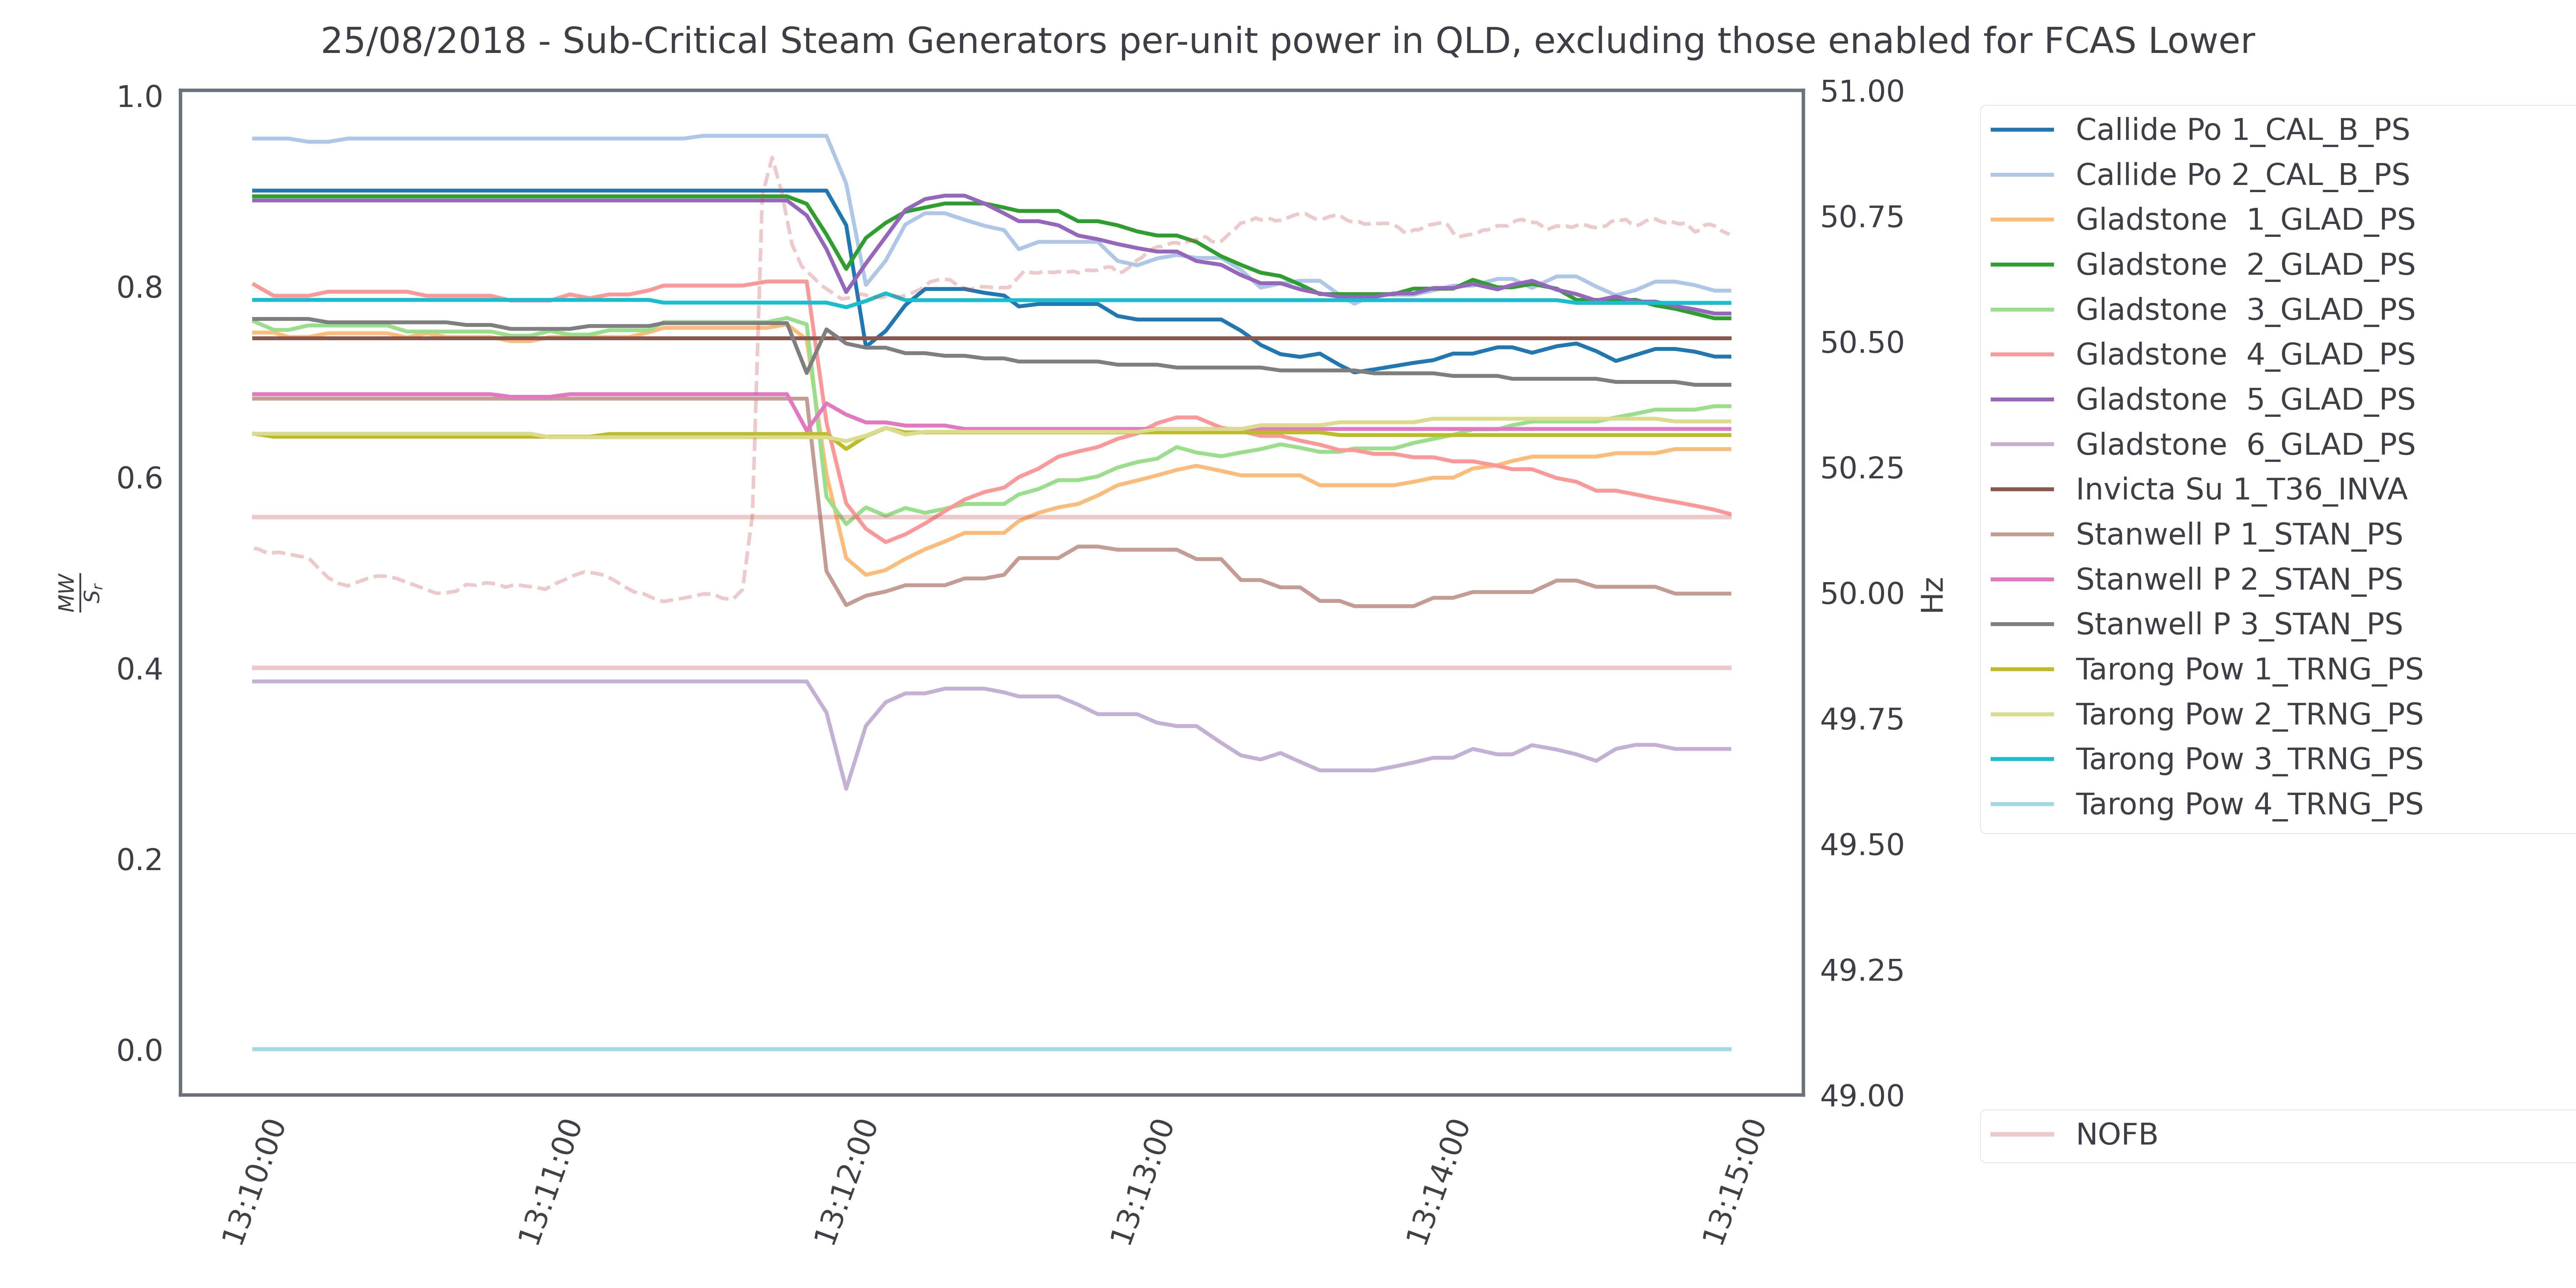 25/08/2018 - Sub-Critical Steam Generators per-unit power in QLD, excluding those enabled for FCAS Lower
1.0
0.8
0.6
0.4
0.2
0.0
MW
S_r
51.00
50.75
50.50
50.25
50.00
49.75
49.50
49.25
49.00
Hz
13:10:00
13:11:00
13:12:00
13:13:00
13:14:00
13:15:00
Callide Po 1_CAL_B_PS
Callide Po 2_CAL_B_PS
Gladstone  1_GLAD_PS
Gladstone  2_GLAD_PS
Gladstone  3_GLAD_PS
Gladstone  4_GLAD_PS
Gladstone  5_GLAD_PS
Gladstone  6_GLAD_PS
Invicta Su 1_T36_INVA
Stanwell P 1_STAN_PS
Stanwell P 2_STAN_PS
Stanwell P 3_STAN_PS
Tarong Pow 1_TRNG_PS
Tarong Pow 2_TRNG_PS
Tarong Pow 3_TRNG_PS
Tarong Pow 4_TRNG_PS
NOFB